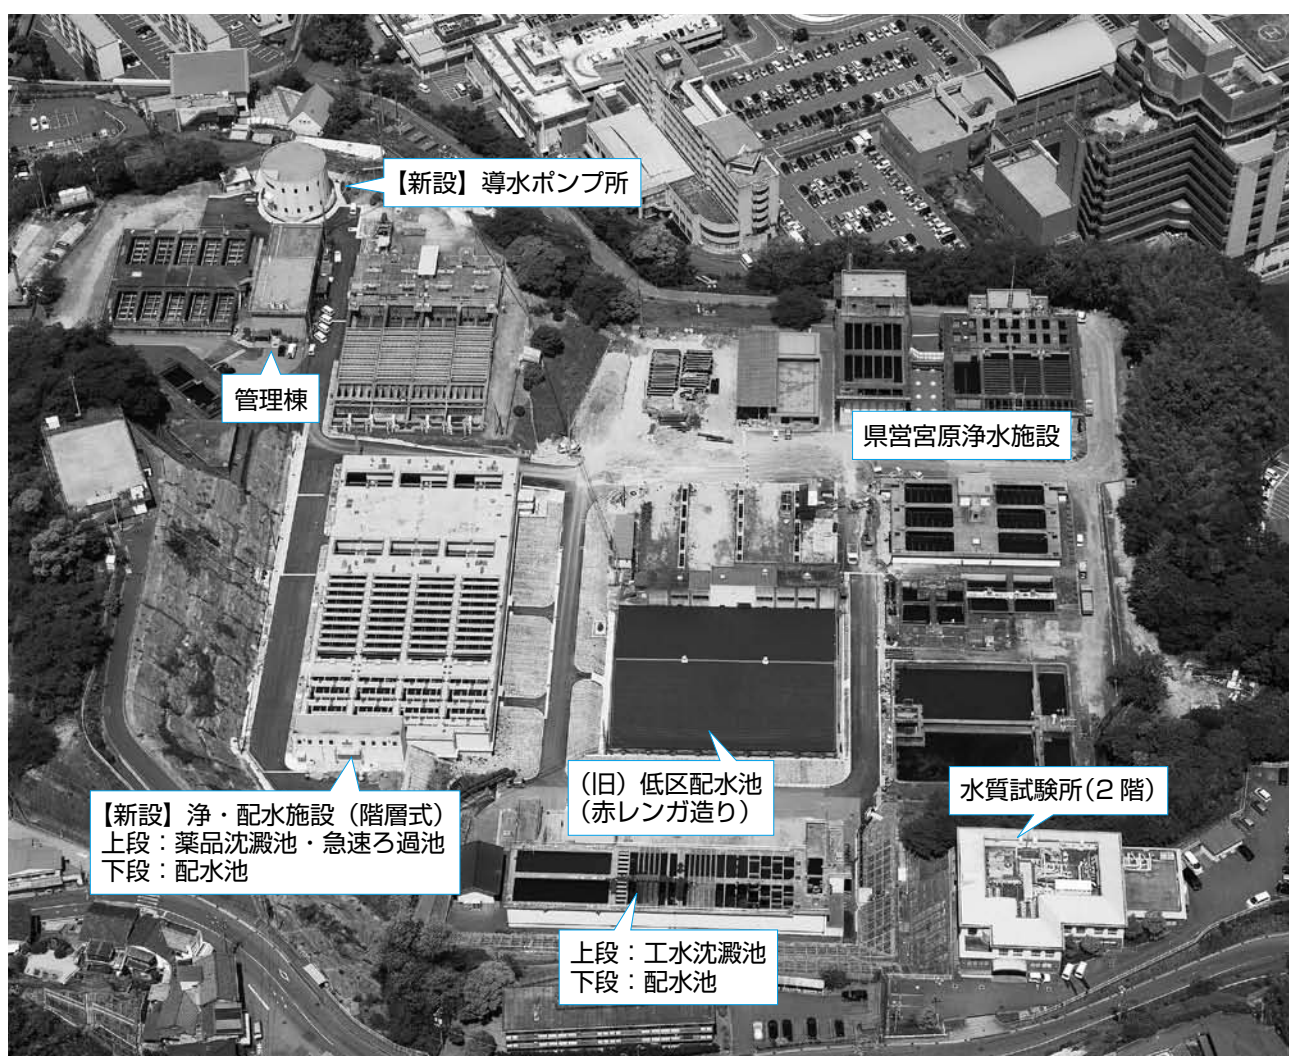 【新設】導水ポンプ所
管理棟
県営宮原浄水施設
(旧)低区配水池
(赤レンガ造り)
水質試験所(2階)
【新設】浄・配水施設(階層式)
上段：薬品沈澱池・急速ろ過池
下段：配水池
上段：工水沈澱池
下段：配水池
H